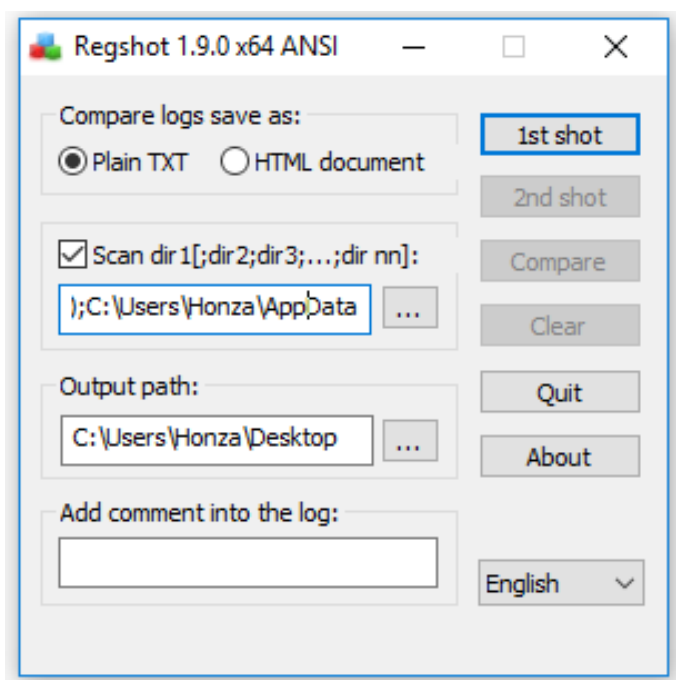 Regshot 1.9.0 x64 ANSI
Compare logs save as:
Plain TXT HTML document
Scan dir1[;dir2;dir3;...;dir nn]:
);C:\Users\Honza\AppData ...
Output path:
C:\Users\Honza\Desktop ...
Add comment into the log:
1st shot
2nd shot
Compare
Clear
Quit
About
English